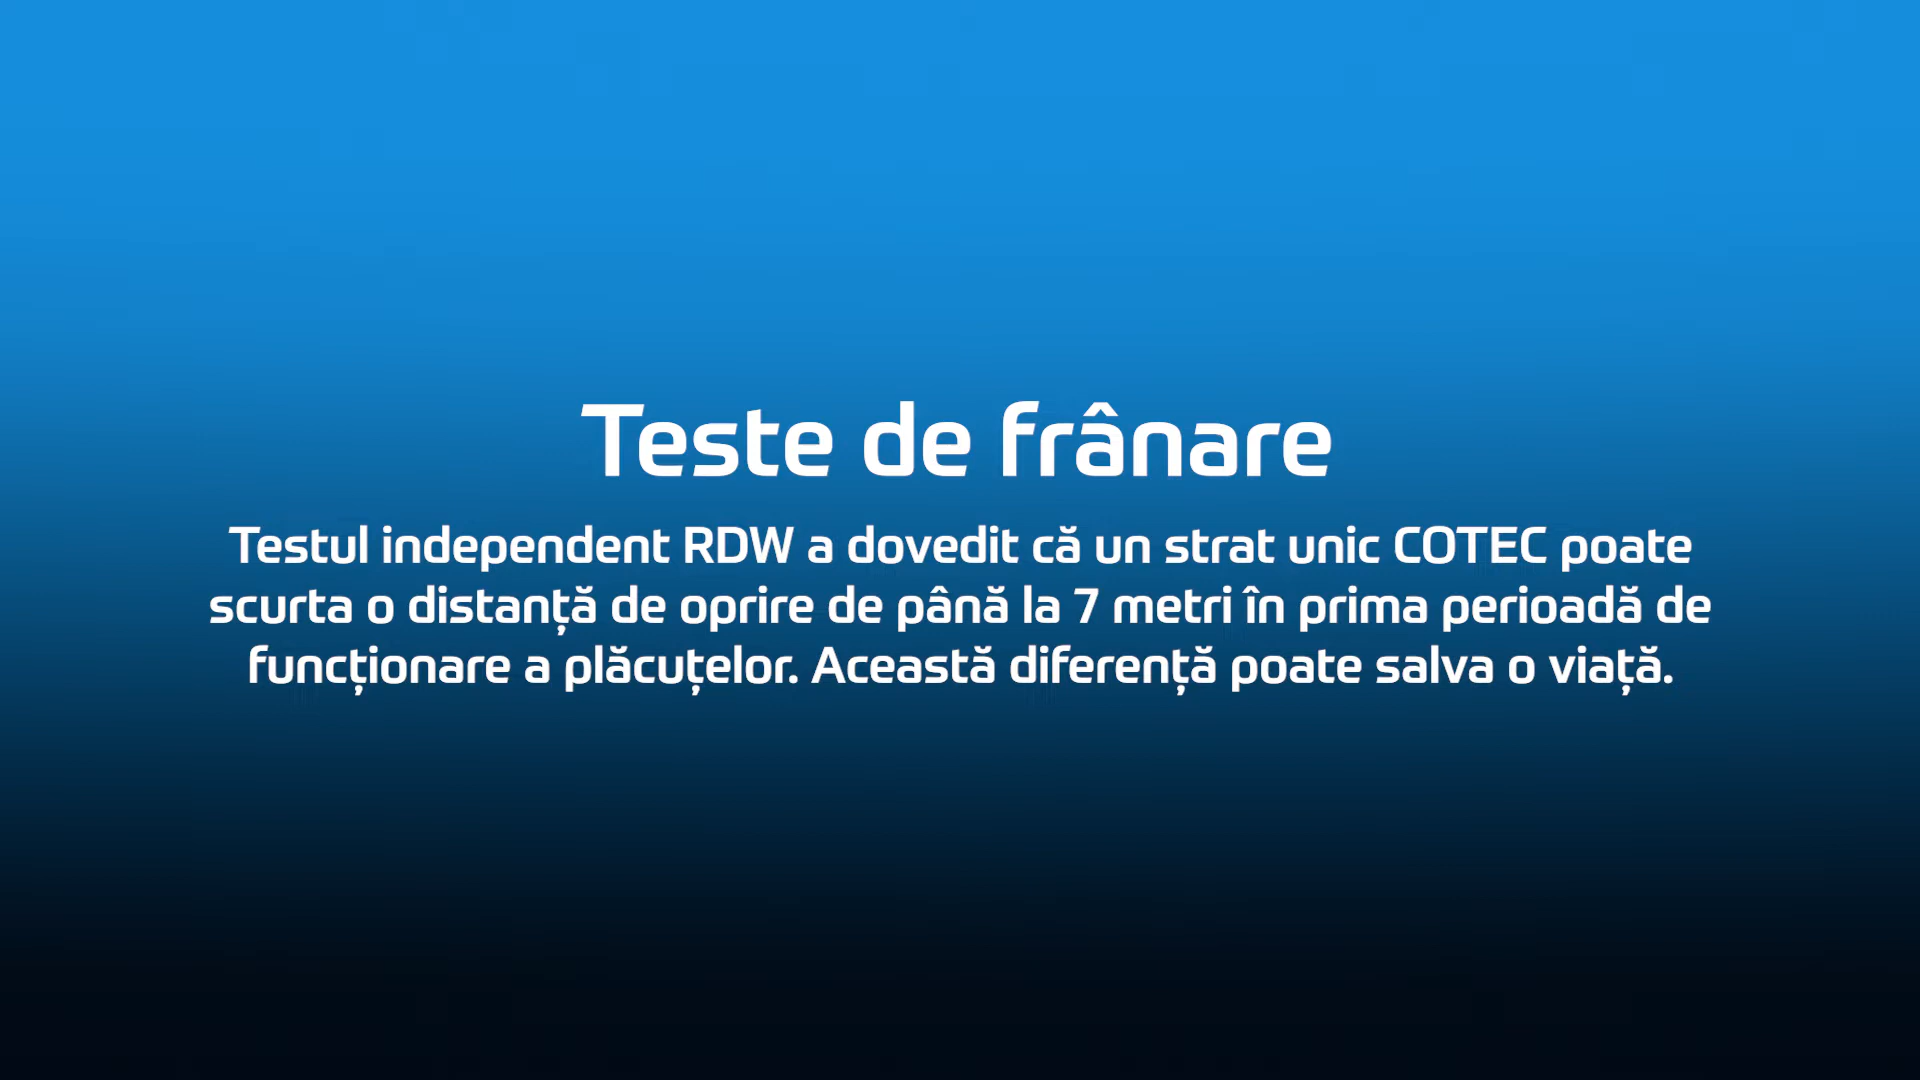 Teste de frânare
Testul independent RDW a dovedit că un strat unic COTEC poate
scurta o distanță de oprire de până la 7 metri în prima perioadă de
funcționare a plăcuțelor. Această diferență poate salva o viață.